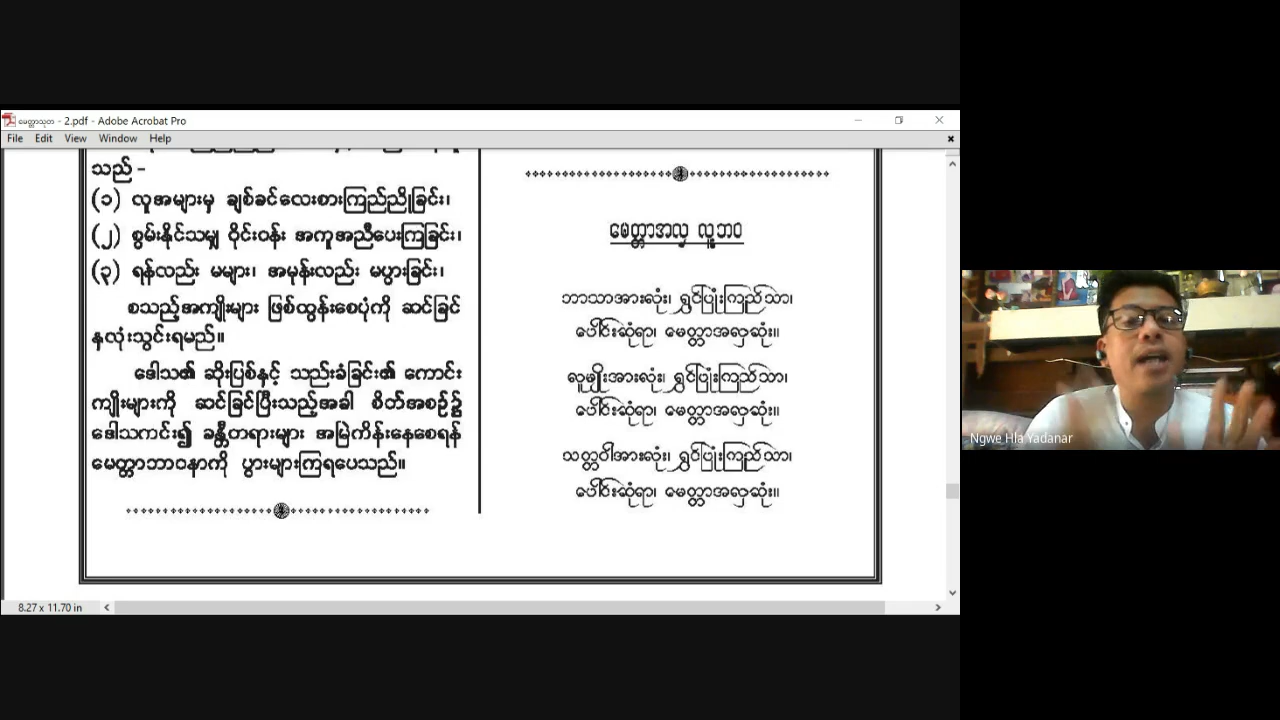 မေတ္တာသုတ - 2.pdf - Adobe Acrobat Pro
File Edit View Window Help
သည် –
(၁) လူအများမှ ချစ်ခင်လေးစားကြည်ညိုခြင်း၊
(၂) စွမ်းနိုင်သမျှ ဝိုင်းဝန်း အကူအညီပေးကြခြင်း၊
(၃) ရန်လည်း မများ၊ အမုန်းလည်း မပွားခြင်း၊
စသည့်အကျိုးများ ဖြစ်ထွန်းစေပုံကို ဆင်ခြင်
နှလုံးသွင်းရမည်။
ဒေါသ၏ ဆိုးပြစ်နှင့် သည်းခံခြင်း၏ ကောင်း
ကျိုးများကို ဆင်ခြင်ပြီးသည့်အခါ စိတ်အစဉ်၌
ဒေါသကင်း၍ ခန္တီတရားများ အမြဲကိန်းနေစေရန်
မေတ္တာဘာဝနာကို ပွားများကြရပေသည်။
မေတ္တာအလှ လူ့ဘဝ
ဘာသာအားလုံး၊ ရွှင်ပြုံးကြည်သာ၊
ပေါင်းဆုံရာ၊ မေတ္တာအလှဆုံး။
လူမျိုးအားလုံး၊ ရွှင်ပြုံးကြည်သာ၊
ပေါင်းဆုံရာ၊ မေတ္တာအလှဆုံး။
သတ္တဝါအားလုံး၊ ရွှင်ပြုံးကြည်သာ၊
ပေါင်းဆုံရာ၊ မေတ္တာအလှဆုံး။
8.27 x 11.70 in
Ngwe Hla Yadanar